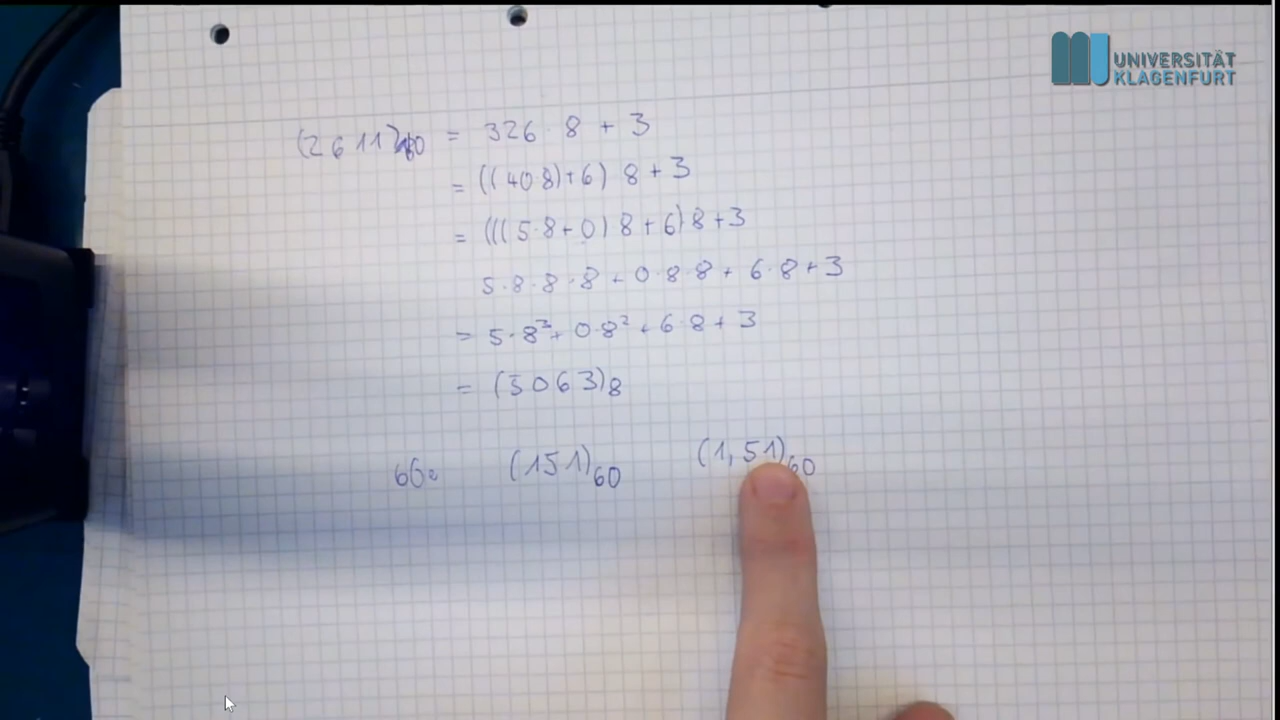 UNIVERSITÄT
KLAGENFURT
(2611)10 = 326·8 + 3
= ((40·8)+6) 8 + 3
= (((5·8+0) 8 + 6) 8 + 3
5·8·8·8 + 0·8·8 + 6·8 + 3
= 5·8³ + 0·8² + 6·8 + 3
= (5063)8
(151)60 (1,51)60